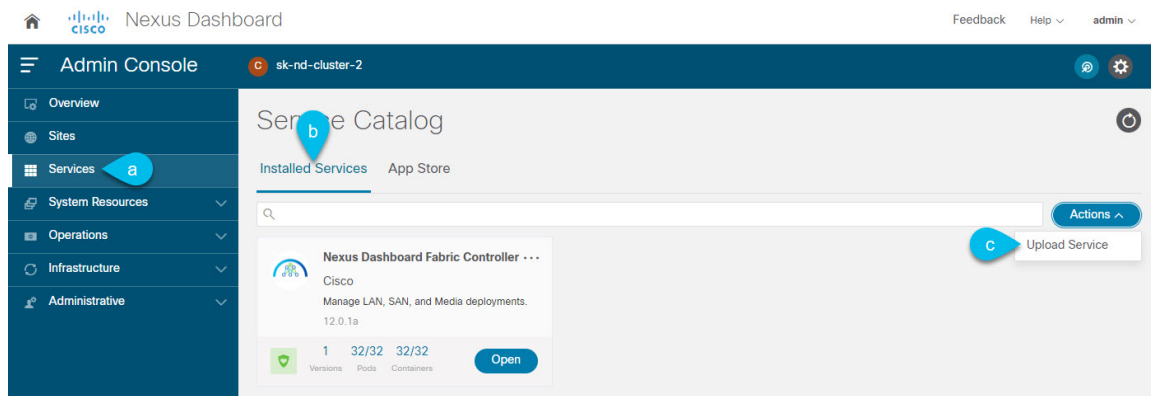 CISCO Nexus Dashboard Feedback Help admin
Admin Console C sk-nd-cluster-2
Overview
Sites
Services a
System Resources
Operations
Infrastructure
Administrative
Service Catalog
b
Installed Services App Store
Actions
c Upload Service
Nexus Dashboard Fabric Controller ...
Cisco
Manage LAN, SAN, and Media deployments.
12.0.1a
1 32/32 32/32
Versions Pods Containers
Open